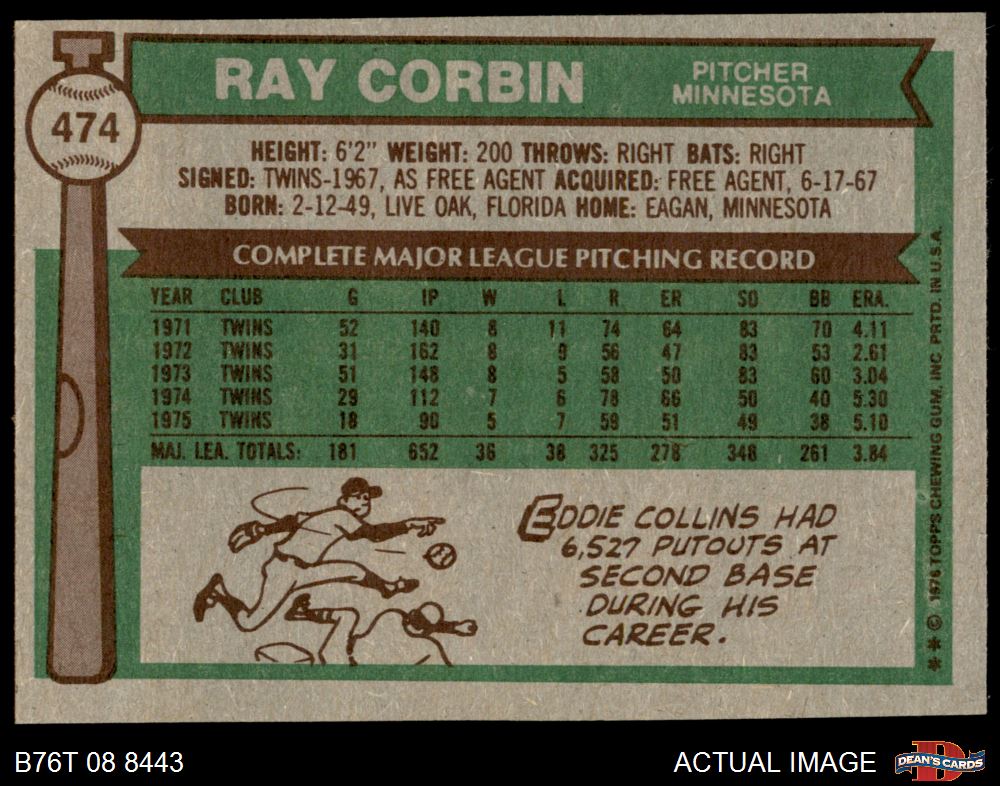 474
RAY CORBIN
PITCHER
MINNESOTA
HEIGHT: 6'2" WEIGHT: 200 THROWS: RIGHT BATS: RIGHT
SIGNED: TWINS-1967, AS FREE AGENT ACQUIRED: FREE AGENT, 6-17-67
BORN: 2-12-49, LIVE OAK, FLORIDA HOME: EAGAN, MINNESOTA
COMPLETE MAJOR LEAGUE PITCHING RECORD
YEAR CLUB G IP W L R ER SO BB ERA.
1971 TWINS 52 140 8 11 74 64 83 70 4.11
1972 TWINS 31 162 8 9 56 47 83 53 2.61
1973 TWINS 51 148 8 5 58 50 83 60 3.04
1974 TWINS 29 112 7 6 78 66 50 40 5.30
1975 TWINS 18 90 5 7 59 51 49 38 5.10
MAJ. LEA. TOTALS: 181 652 36 38 325 278 348 261 3.84
EDDIE COLLINS HAD
6,527 PUTOUTS AT
SECOND BASE
DURING HIS
CAREER.
** © 1976 TOPPS CHEWING GUM, INC. PRTD. IN U.S.A.
B76T 08 8443
ACTUAL IMAGE
D
DEAN'S CARDS